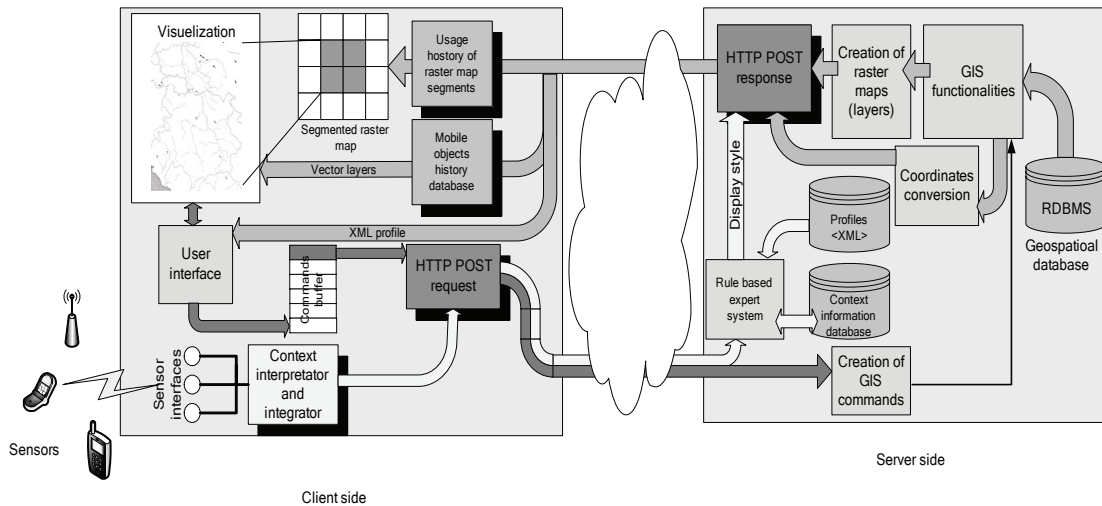 Visuelization
Segmented raster
map
Usage
hostory of
raster map
segments
Mobile
objects
history
database
Vector layers
XML profile
User
interface
Commands
buffer
HTTP POST
request
Sensor
interfaces
Context
interpretator
and
integrator
Sensors
Client side
HTTP POST
response
Creation of
raster
maps
(layers)
GIS
functionalities
Coordinates
conversion
RDBMS
Geospatioal
database
Display style
Profiles
<XML>
Rule based
expert
system
Context
information
database
Creation of
GIS
commands
Server side